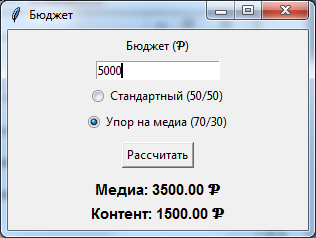 Бюджет
Бюджет (₽)
5000
Стандартный (50/50)
Упор на медиа (70/30)
Рассчитать
Медиа: 3500.00 ₽
Контент: 1500.00 ₽